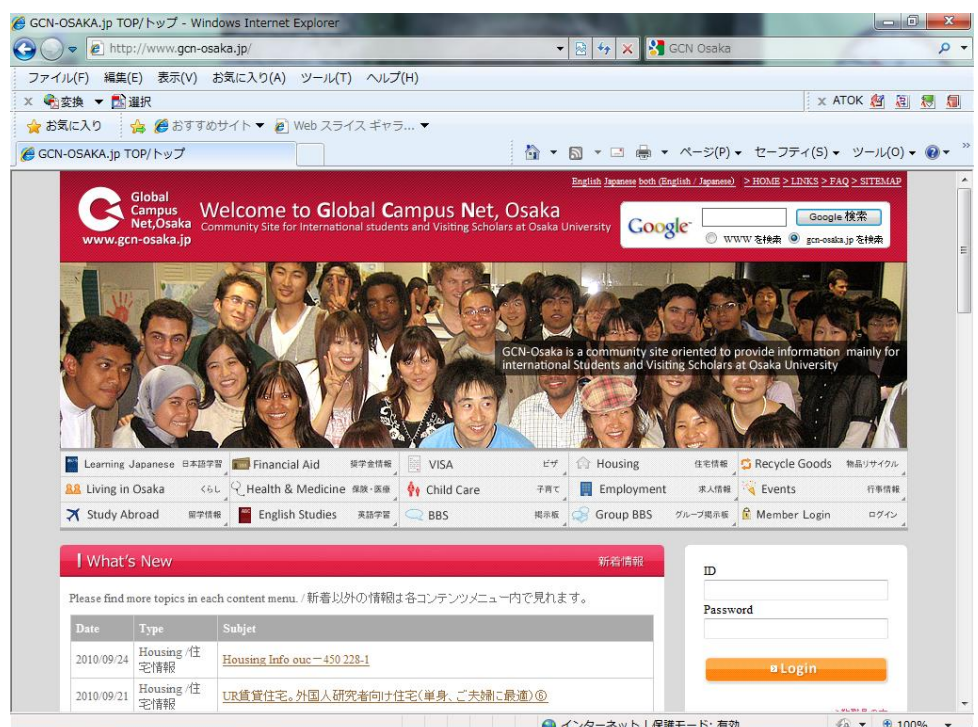 GCN-OSAKA.jp TOP/トップ - Windows Internet Explorer
http://www.gcn-osaka.jp/
GCN Osaka
ファイル(F) 編集(E) 表示(V) お気に入り(A) ツール(T) ヘルプ(H)
x 変換 ▼ 選択
x ATOK
お気に入り おすすめサイト ▼ Web スライス ギャラ... ▼
GCN-OSAKA.jp TOP/トップ
ページ(P) セーフティ(S) ツール(O) »
English Japanese both (English / Japanese) > HOME > LINKS > FAQ > SITEMAP
Global
Campus
Net,Osaka
www.gcn-osaka.jp
Welcome to Global Campus Net, Osaka
Community Site for International students and Visiting Scholars at Osaka University
Google
Google 検索
WWW を検索 gcn-osaka.jp を検索
GCN-Osaka is a community site oriented to provide information mainly for
international Students and Visiting Scholars at Osaka University
Learning Japanese 日本語学習 Financial Aid 奨学金情報 VISA ビザ Housing 住宅情報 Recycle Goods 物品リサイクル
Living in Osaka くらし Health & Medicine 保険・医療 Child Care 子育て Employment 求人情報 Events 行事情報
Study Abroad 留学情報 English Studies 英語学習 BBS 掲示板 Group BBS グループ掲示板 Member Login ログイン
What's New 新着情報
Please find more topics in each content menu. / 新着以外の情報は各コンテンツメニュー内で見れます。
Date Type Subjet
2010/09/24 Housing /住宅情報 Housing Info ouc－450 228-1
2010/09/21 Housing /住宅情報 UR賃貸住宅。外国人研究者向け住宅(単身、ご夫婦に最適)⑥
ID
Password
Login
インターネット | 保護モード: 有効
100%